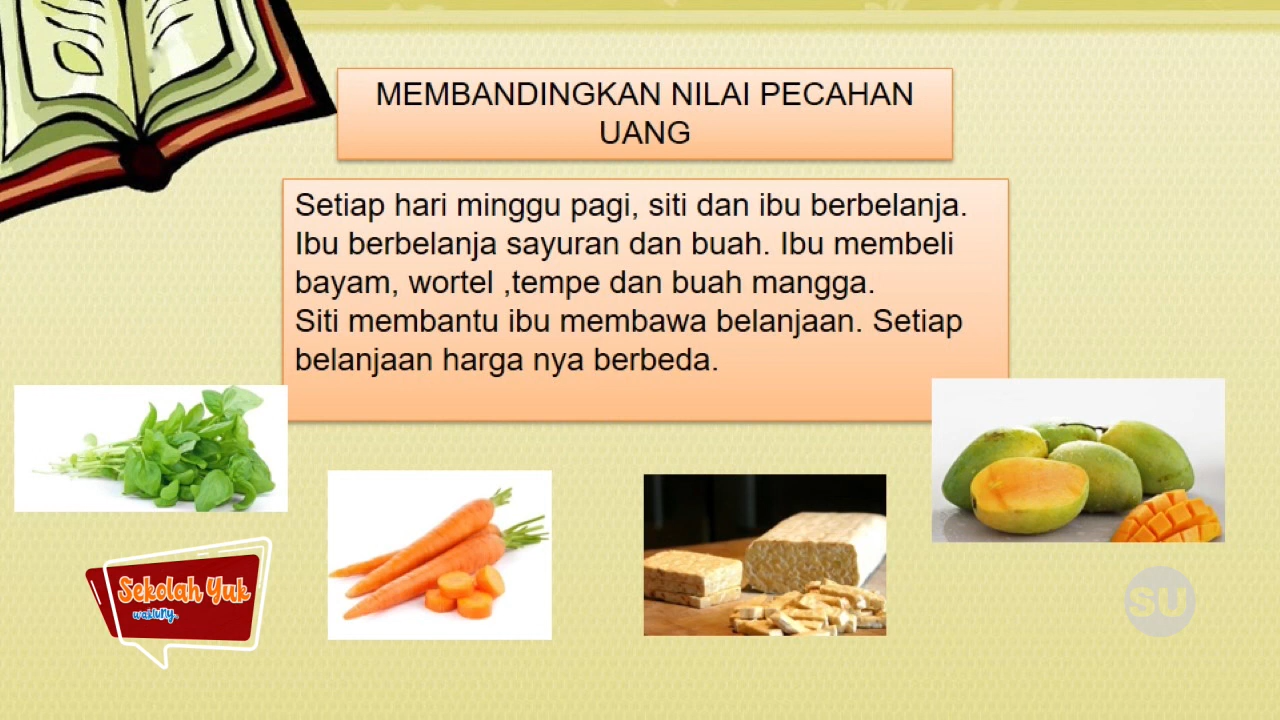 MEMBANDINGKAN NILAI PECAHAN
UANG
Setiap hari minggu pagi, siti dan ibu berbelanja.
Ibu berbelanja sayuran dan buah. Ibu membeli
bayam, wortel ,tempe dan buah mangga.
Siti membantu ibu membawa belanjaan. Setiap
belanjaan harga nya berbeda.
Sekolah Yuk
SU